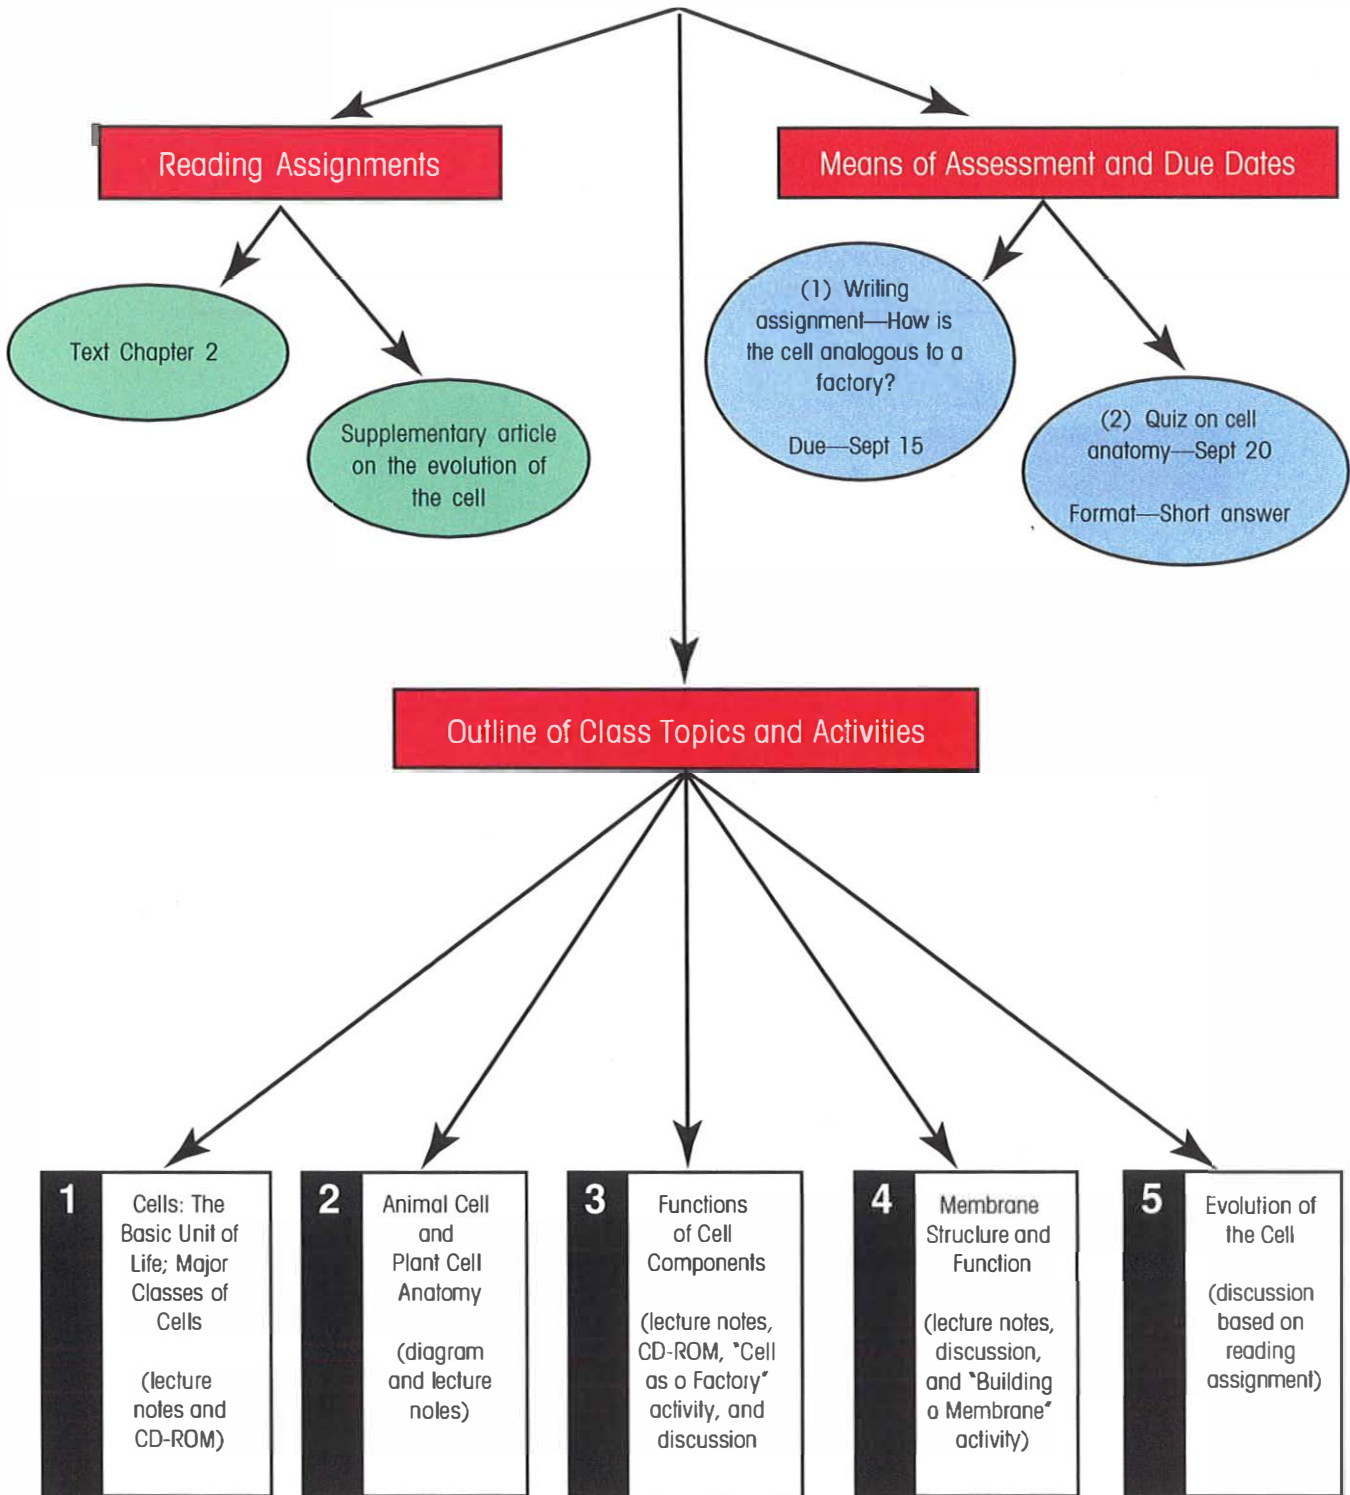 Reading Assignments
Means of Assessment and Due Dates
Text Chapter 2
Supplementary article
on the evolution of
the cell
(1) Writing
assignment—How is
the cell analogous to a
factory?
Due—Sept 15
(2) Quiz on cell
anatomy—Sept 20
Format—Short answer
Outline of Class Topics and Activities
1
Cells: The
Basic Unit of
Life; Major
Classes of
Cells
(lecture
notes and
CD-ROM)
2
Animal Cell
and
Plant Cell
Anatomy
(diagram
and lecture
notes)
3
Functions
of Cell
Components
(lecture notes,
CD-ROM, "Cell
as o Factory"
activity, and
discussion
4
Membrane
Structure and
Function
(lecture notes,
discussion,
and "Building
o Membrane"
activity)
5
Evolution of
the Cell
(discussion
based on
reading
assignment)